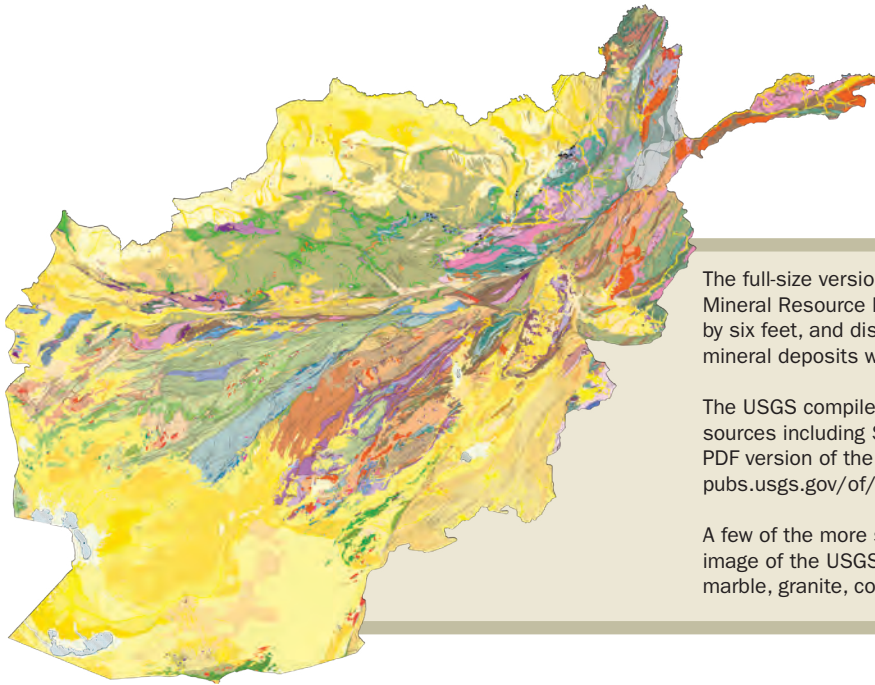 The full-size versio
Mineral Resource
by six feet, and dis
mineral deposits w
The USGS compile
sources including S
PDF version of the
pubs.usgs.gov/of/
A few of the more s
image of the USGS
marble, granite, co